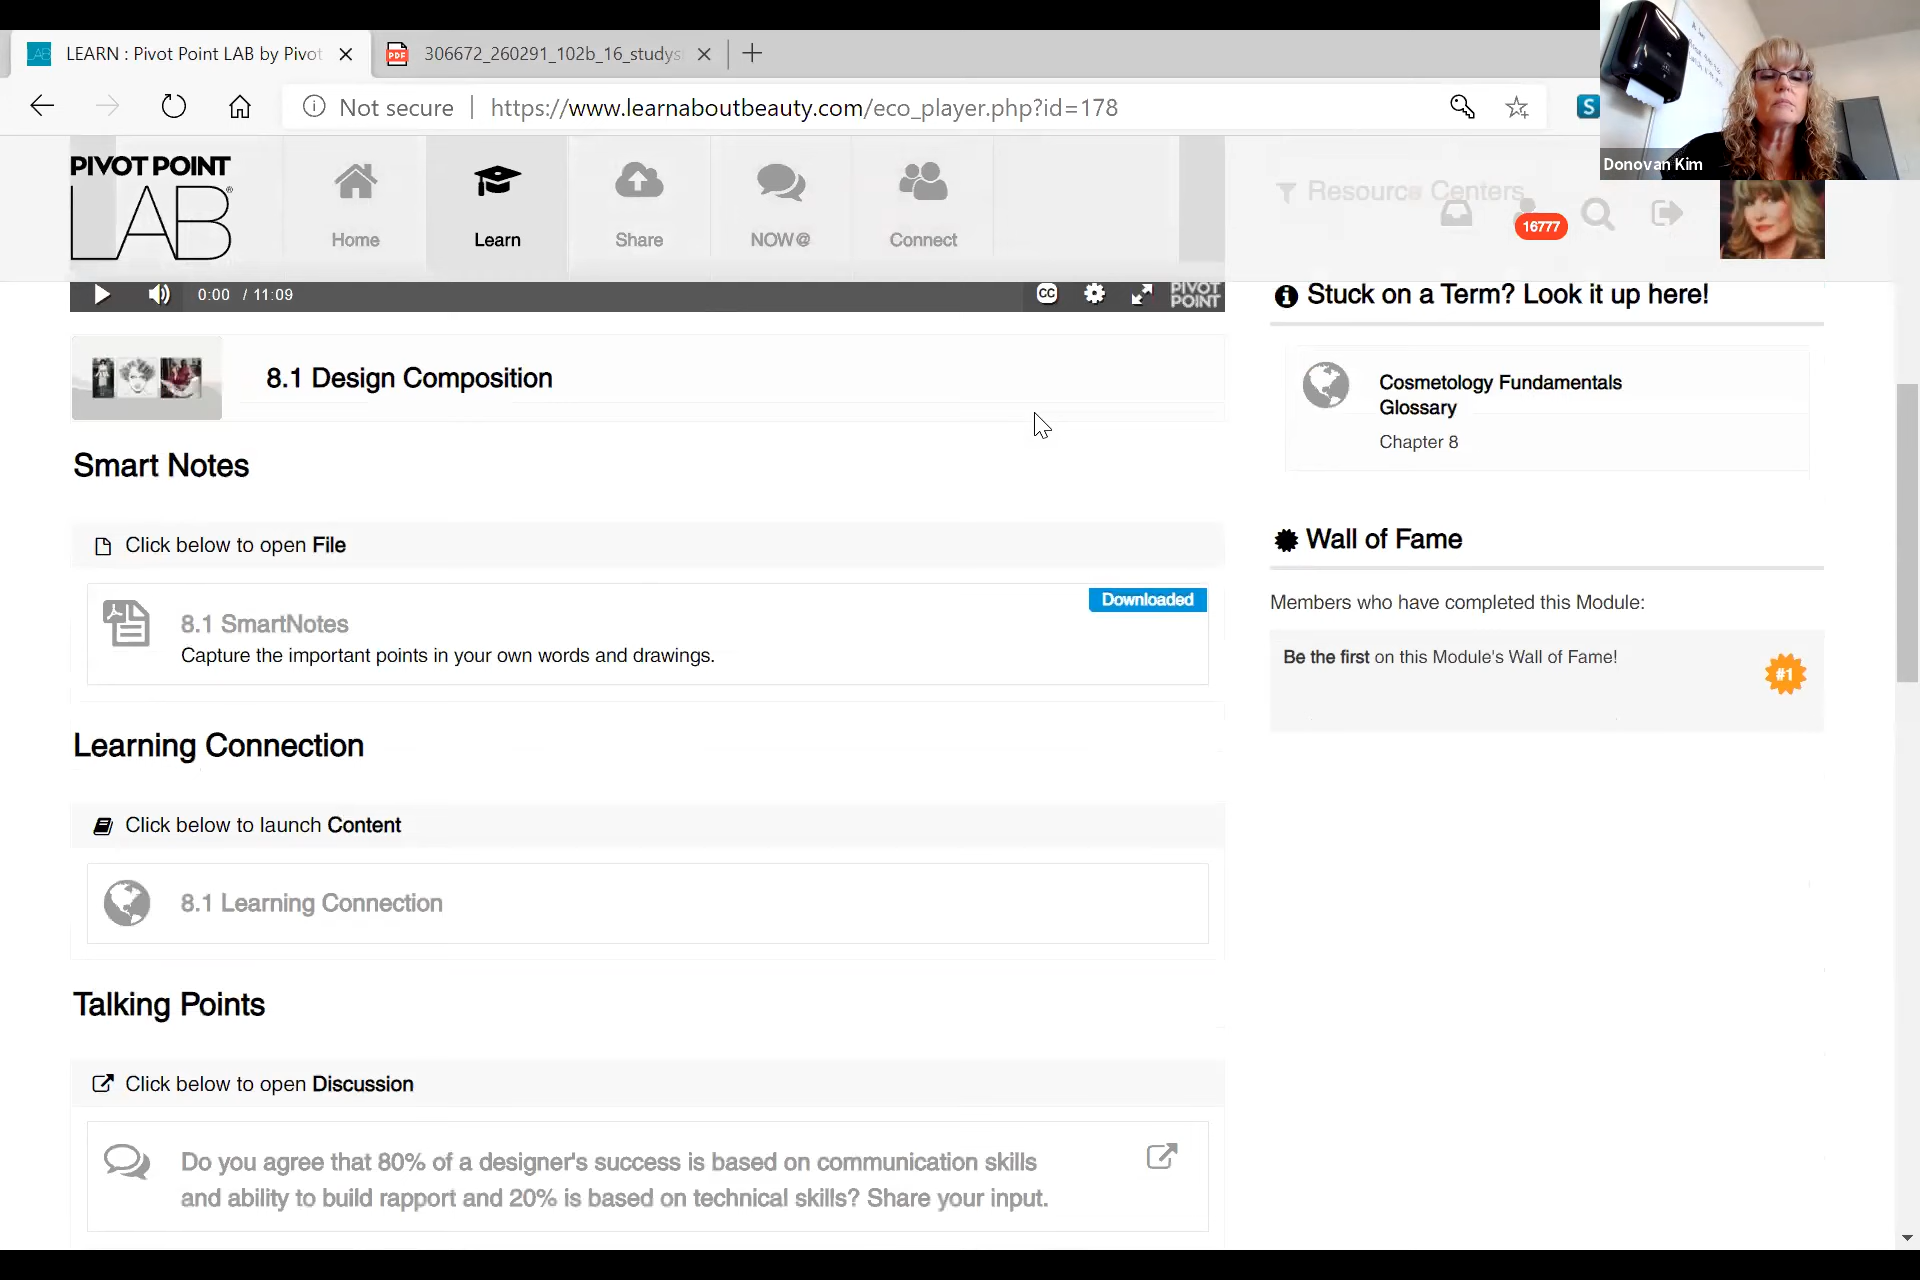 LEARN : Pivot Point LAB by Pivot
306672_260291_102b_16_studys
Not secure
https://www.learnaboutbeauty.com/eco_player.php?id=178
S
Donovan Kim
PIVOT POINT
LAB
Home
Learn
Share
NOW@
Connect
Resource Centers
16777
0:00 / 11:09
CC
PIVOT
POINT
Stuck on a Term? Look it up here!
8.1 Design Composition
Cosmetology Fundamentals
Glossary
Chapter 8
Smart Notes
Click below to open File
Downloaded
8.1 SmartNotes
Capture the important points in your own words and drawings.
Wall of Fame
Members who have completed this Module:
Be the first on this Module's Wall of Fame!
#1
Learning Connection
Click below to launch Content
8.1 Learning Connection
Talking Points
Click below to open Discussion
Do you agree that 80% of a designer's success is based on communication skills
and ability to build rapport and 20% is based on technical skills? Share your input.